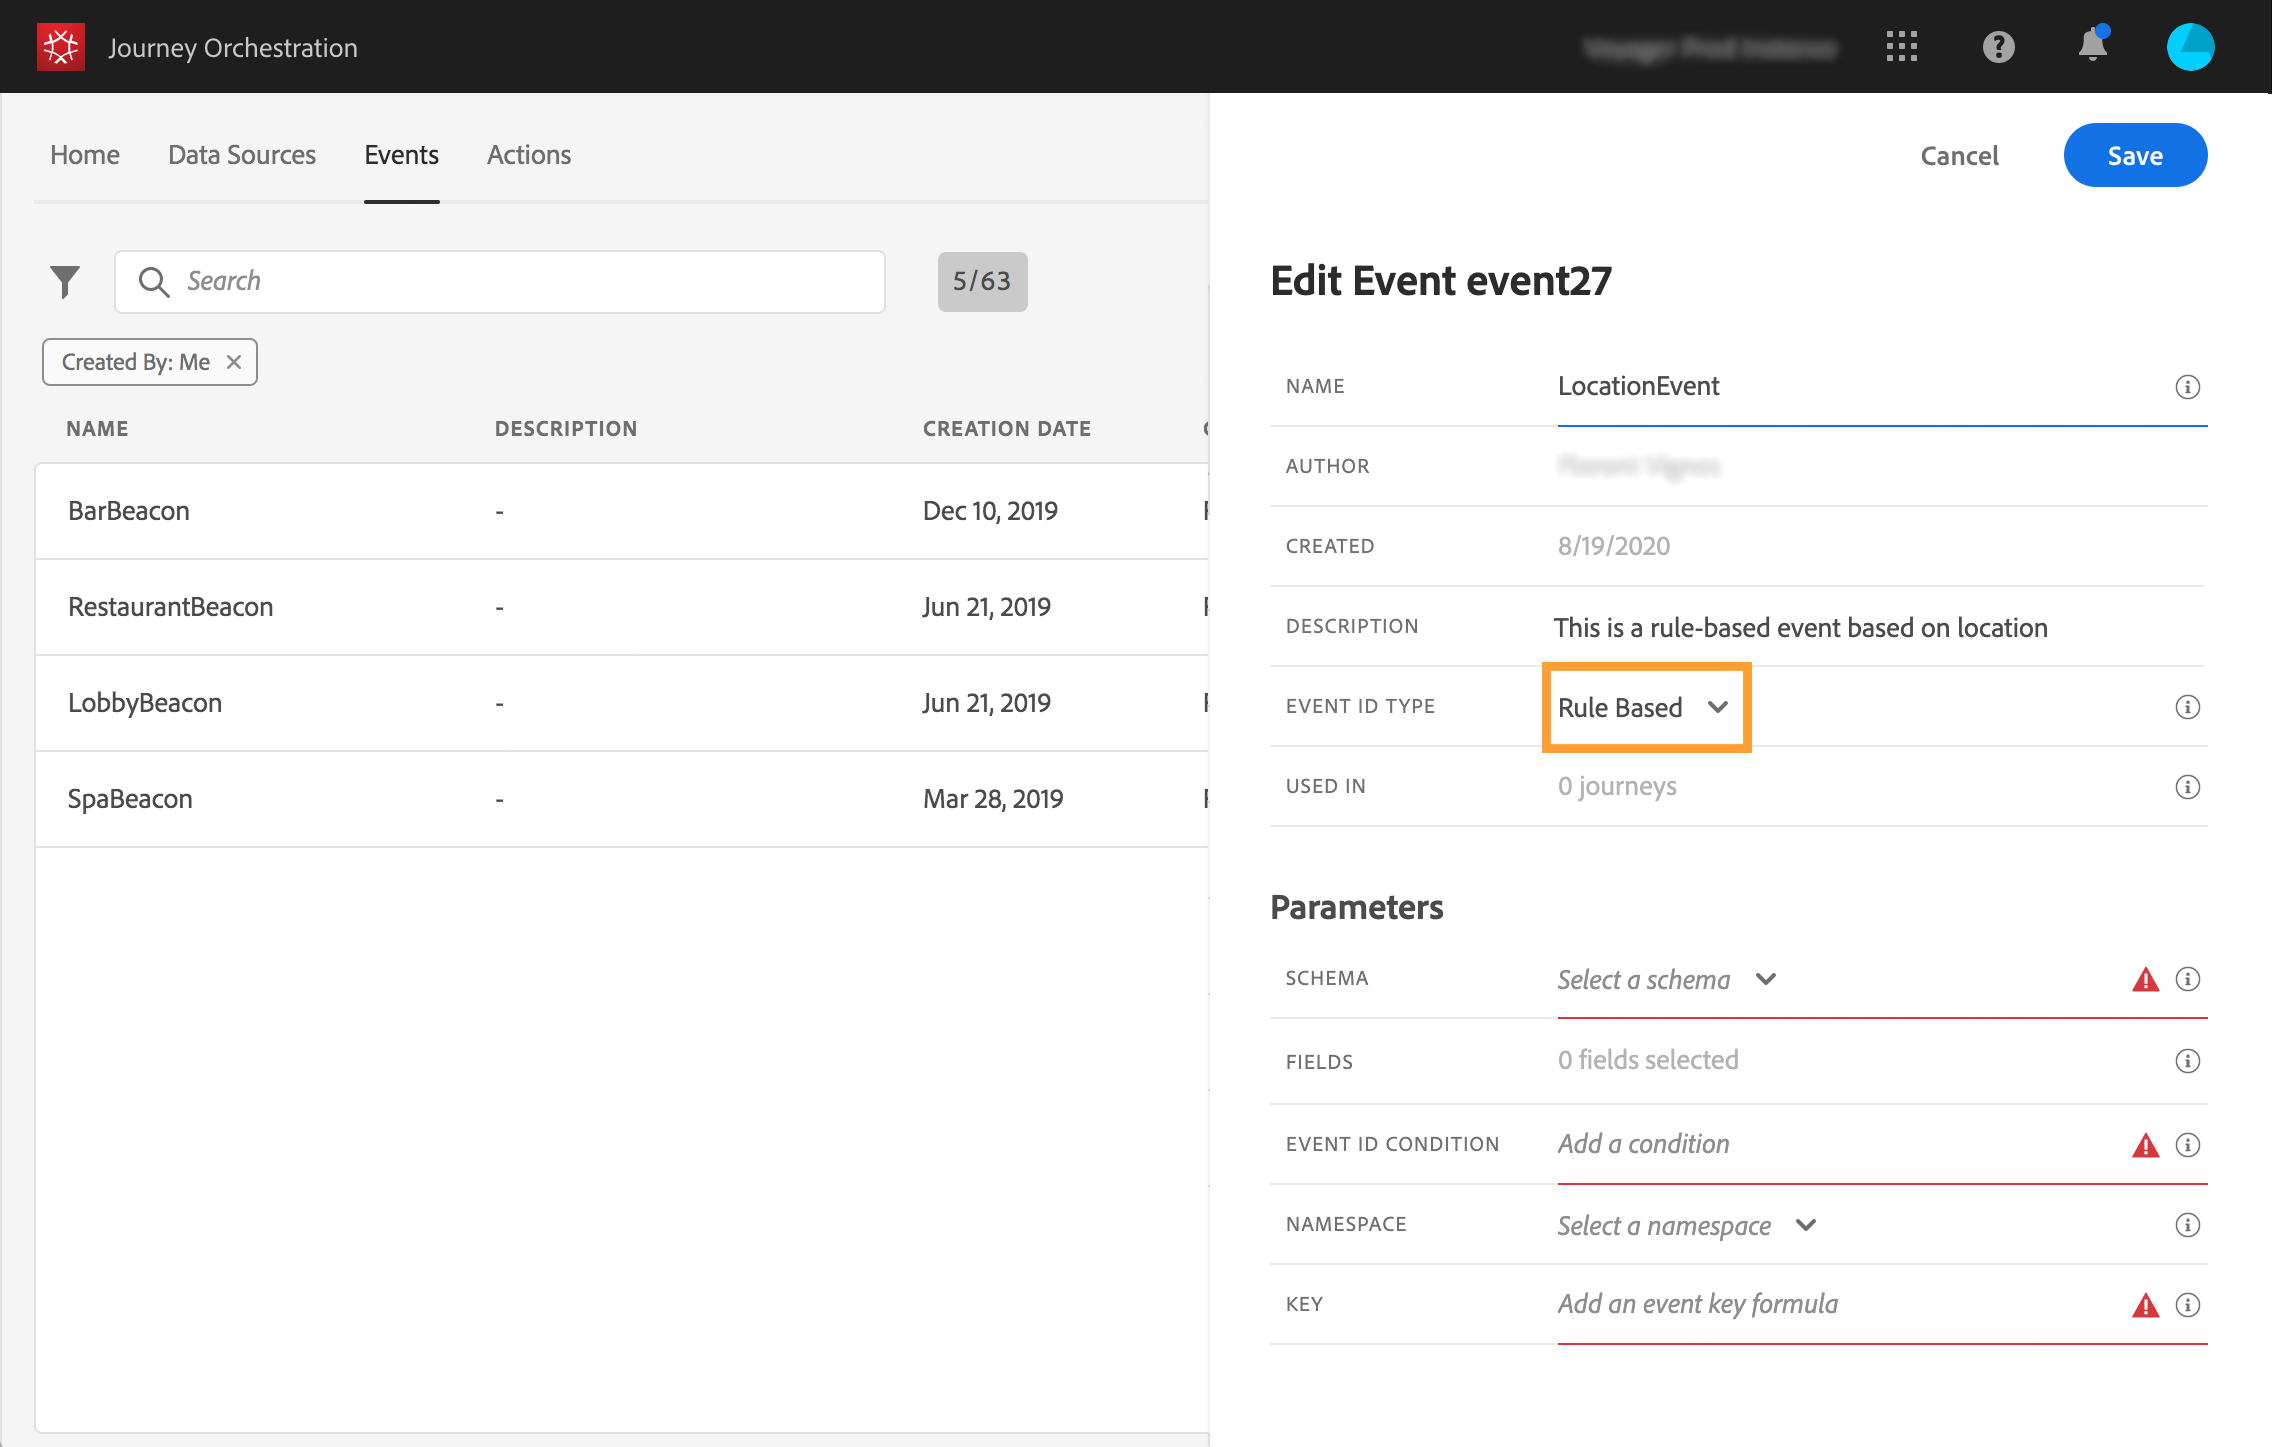 Journey Orchestration
Home Data Sources Events Actions
Cancel Save
Search 5/63
Created By: Me
NAME DESCRIPTION CREATION DATE
BarBeacon - Dec 10, 2019
RestaurantBeacon - Jun 21, 2019
LobbyBeacon - Jun 21, 2019
SpaBeacon - Mar 28, 2019
Edit Event event27
NAME LocationEvent
AUTHOR
CREATED 8/19/2020
DESCRIPTION This is a rule-based event based on location
EVENT ID TYPE Rule Based
USED IN 0 journeys
Parameters
SCHEMA Select a schema
FIELDS 0 fields selected
EVENT ID CONDITION Add a condition
NAMESPACE Select a namespace
KEY Add an event key formula